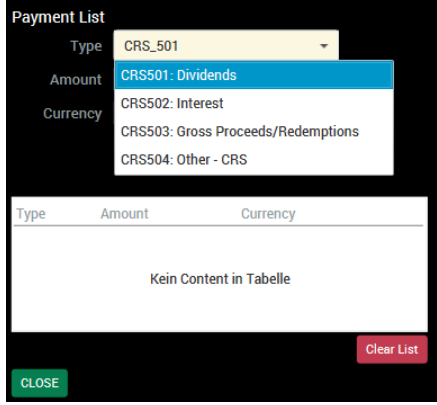 Payment List
Type CRS_501
Amount
CRS501: Dividends
CRS502: Interest
Currency
CRS503: Gross Proceeds/Redemptions
CRS504: Other - CRS
Type Amount Currency
Kein Content in Tabelle
Clear List
CLOSE